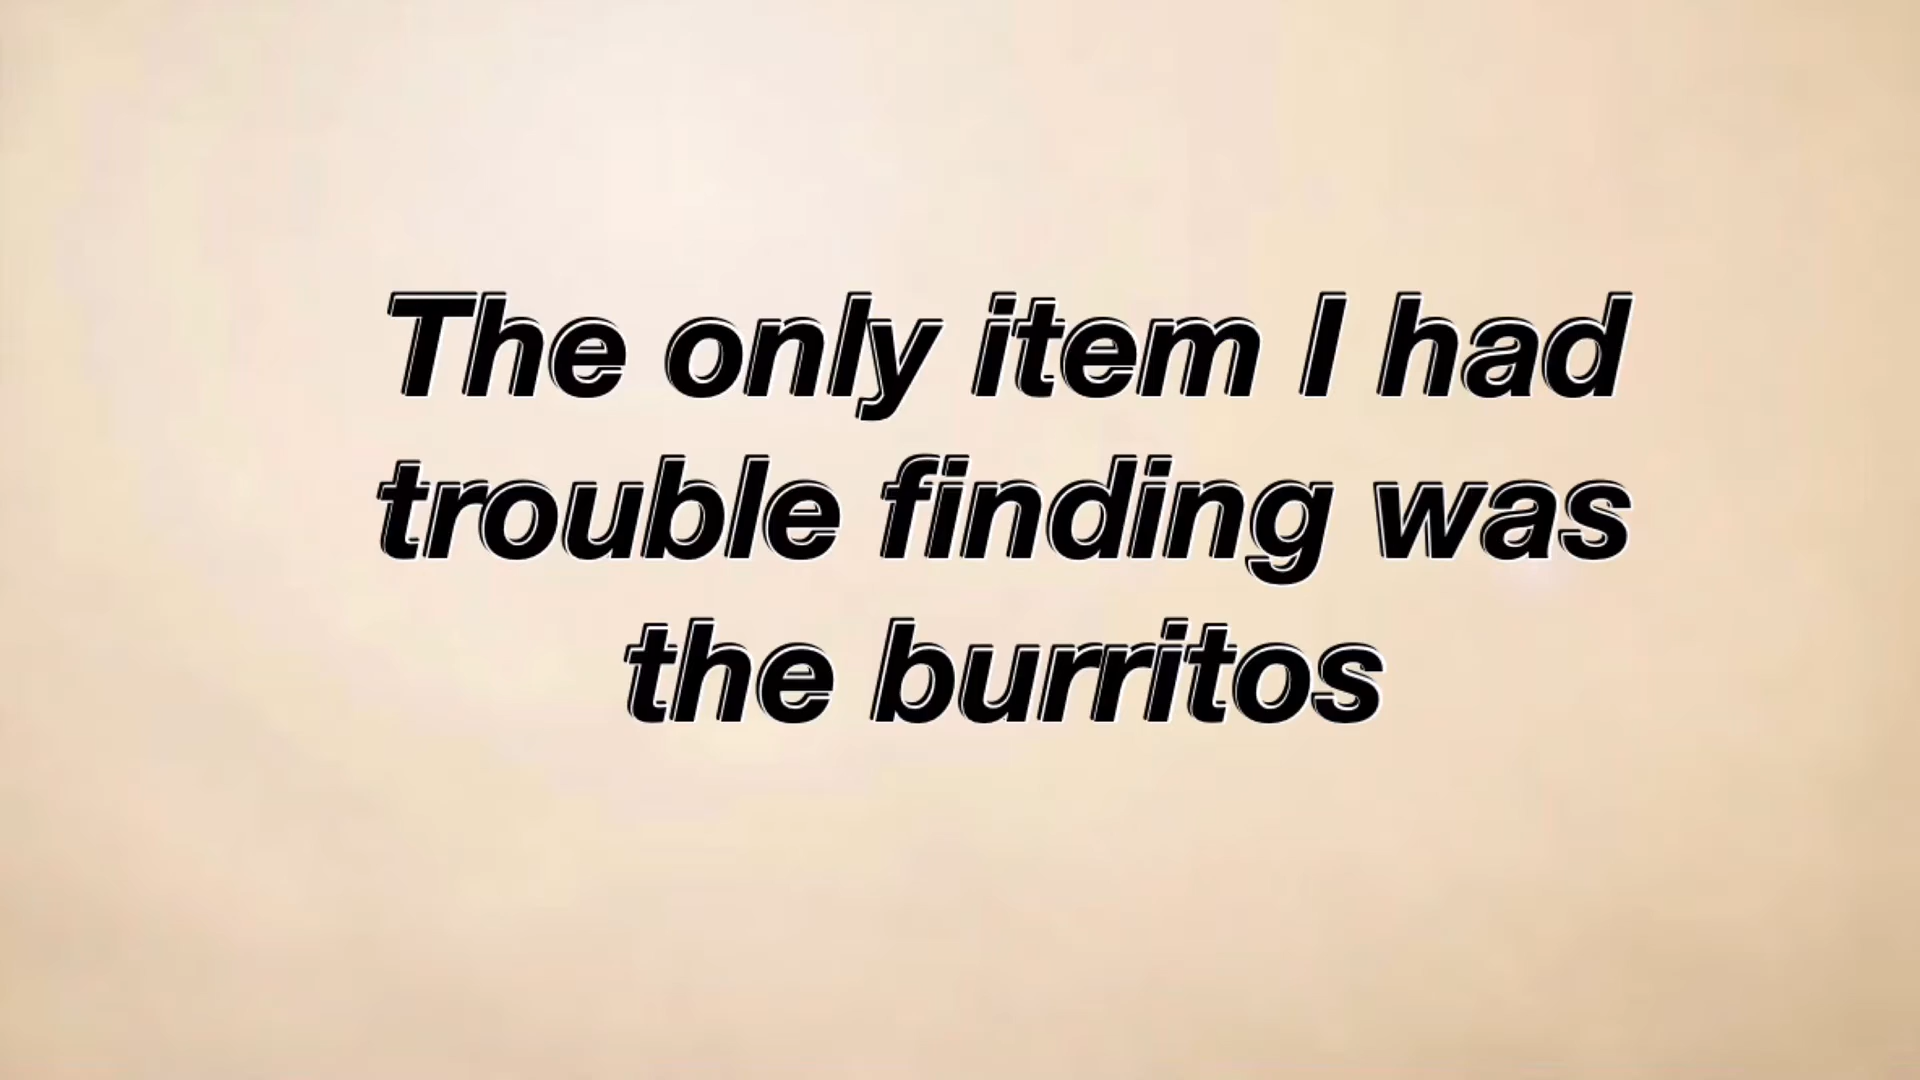 The only item I had
trouble finding was
the burritos